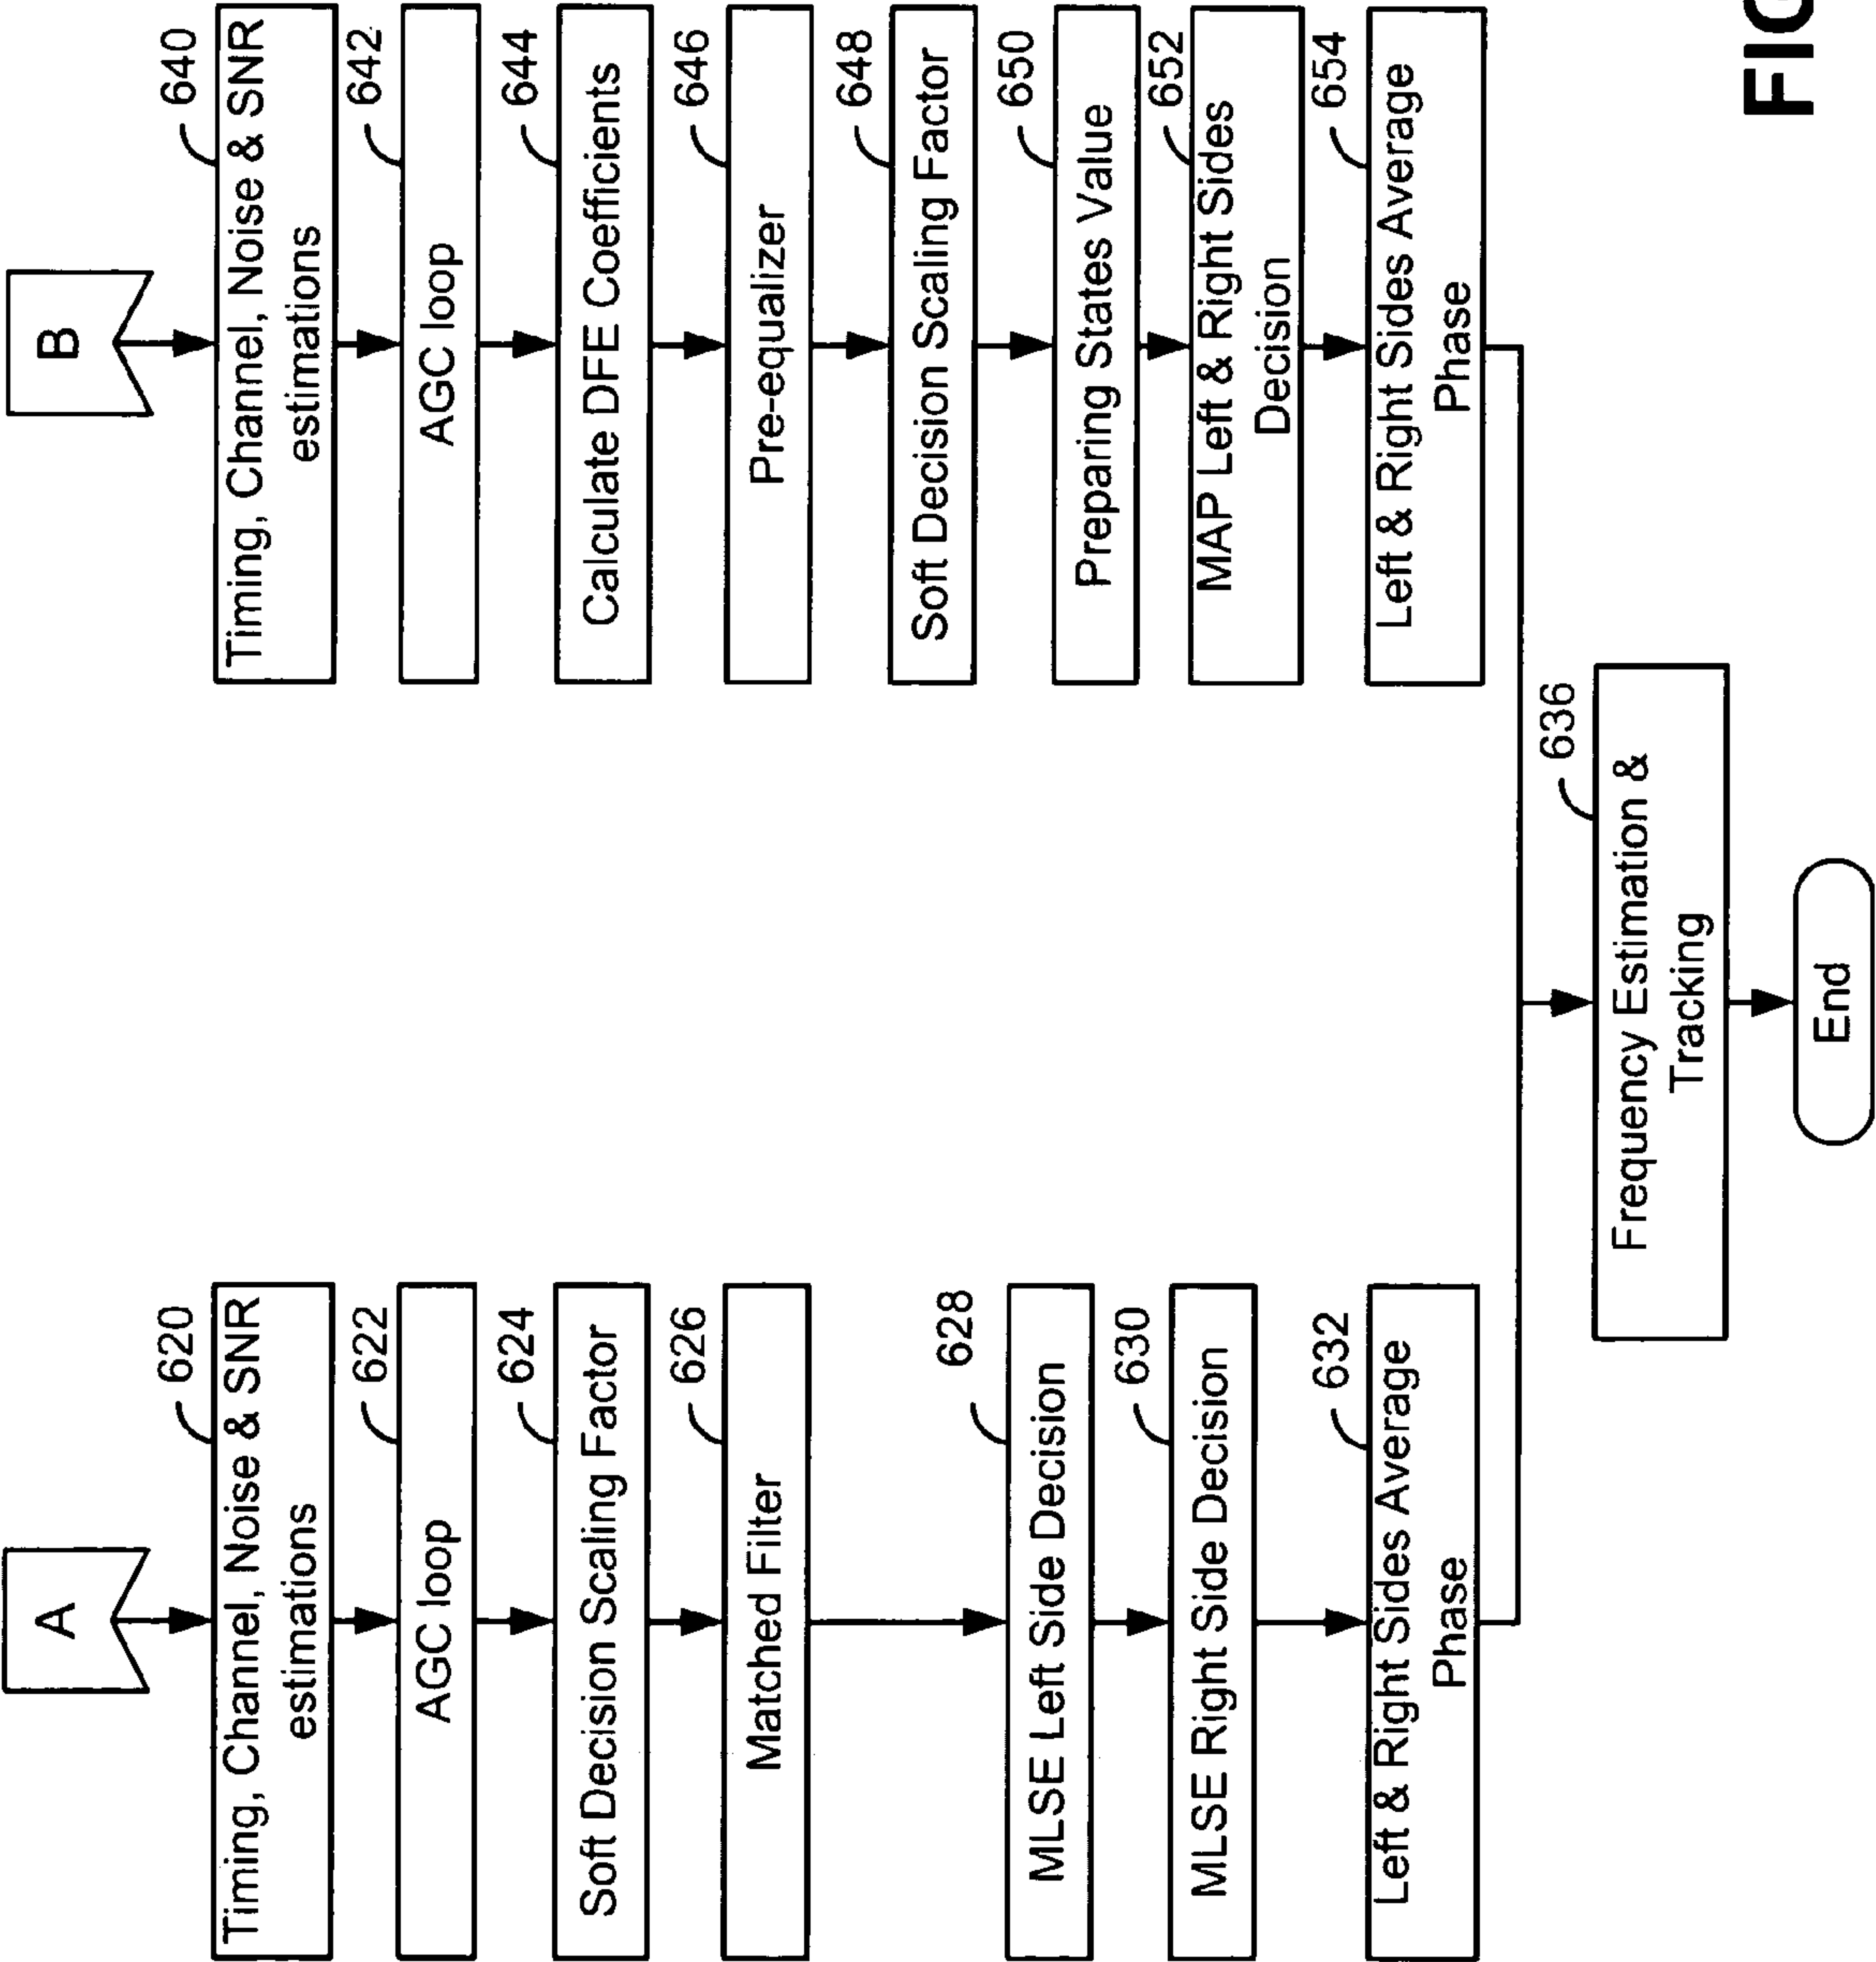 A
620
Timing, Channel, Noise & SNR
estimations
622
AGC loop
624
Soft Decision Scaling Factor
626
Matched Filter
628
MLSE Left Side Decision
630
MLSE Right Side Decision
632
Left & Right Sides Average
Phase
B
640
Timing, Channel, Noise & SNR
estimations
642
AGC loop
644
Calculate DFE Coefficients
646
Pre-equalizer
648
Soft Decision Scaling Factor
650
Preparing States Value
652
MAP Left & Right Sides
Decision
654
Left & Right Sides Average
Phase
636
Frequency Estimation &
Tracking
End